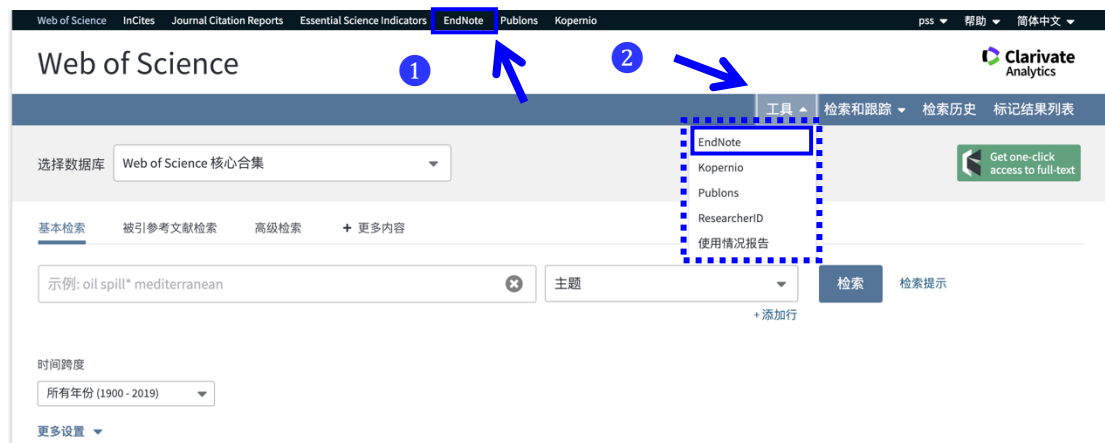 Web of Science InCites Journal Citation Reports Essential Science Indicators EndNote Publons Kopernio pss 帮助 简体中文
Web of Science ① ② Clarivate Analytics
工具 检索和跟踪 检索历史 标记结果列表
EndNote
选择数据库 Web of Science 核心合集 Get one-click access to full-text
Kopernio
Publons
ResearcherID
基本检索 被引参考文献检索 高级检索 + 更多内容
使用情况报告
示例: oil spill* mediterranean 主题 检索 检索提示
+添加行
时间跨度
所有年份 (1900 - 2019)
更多设置